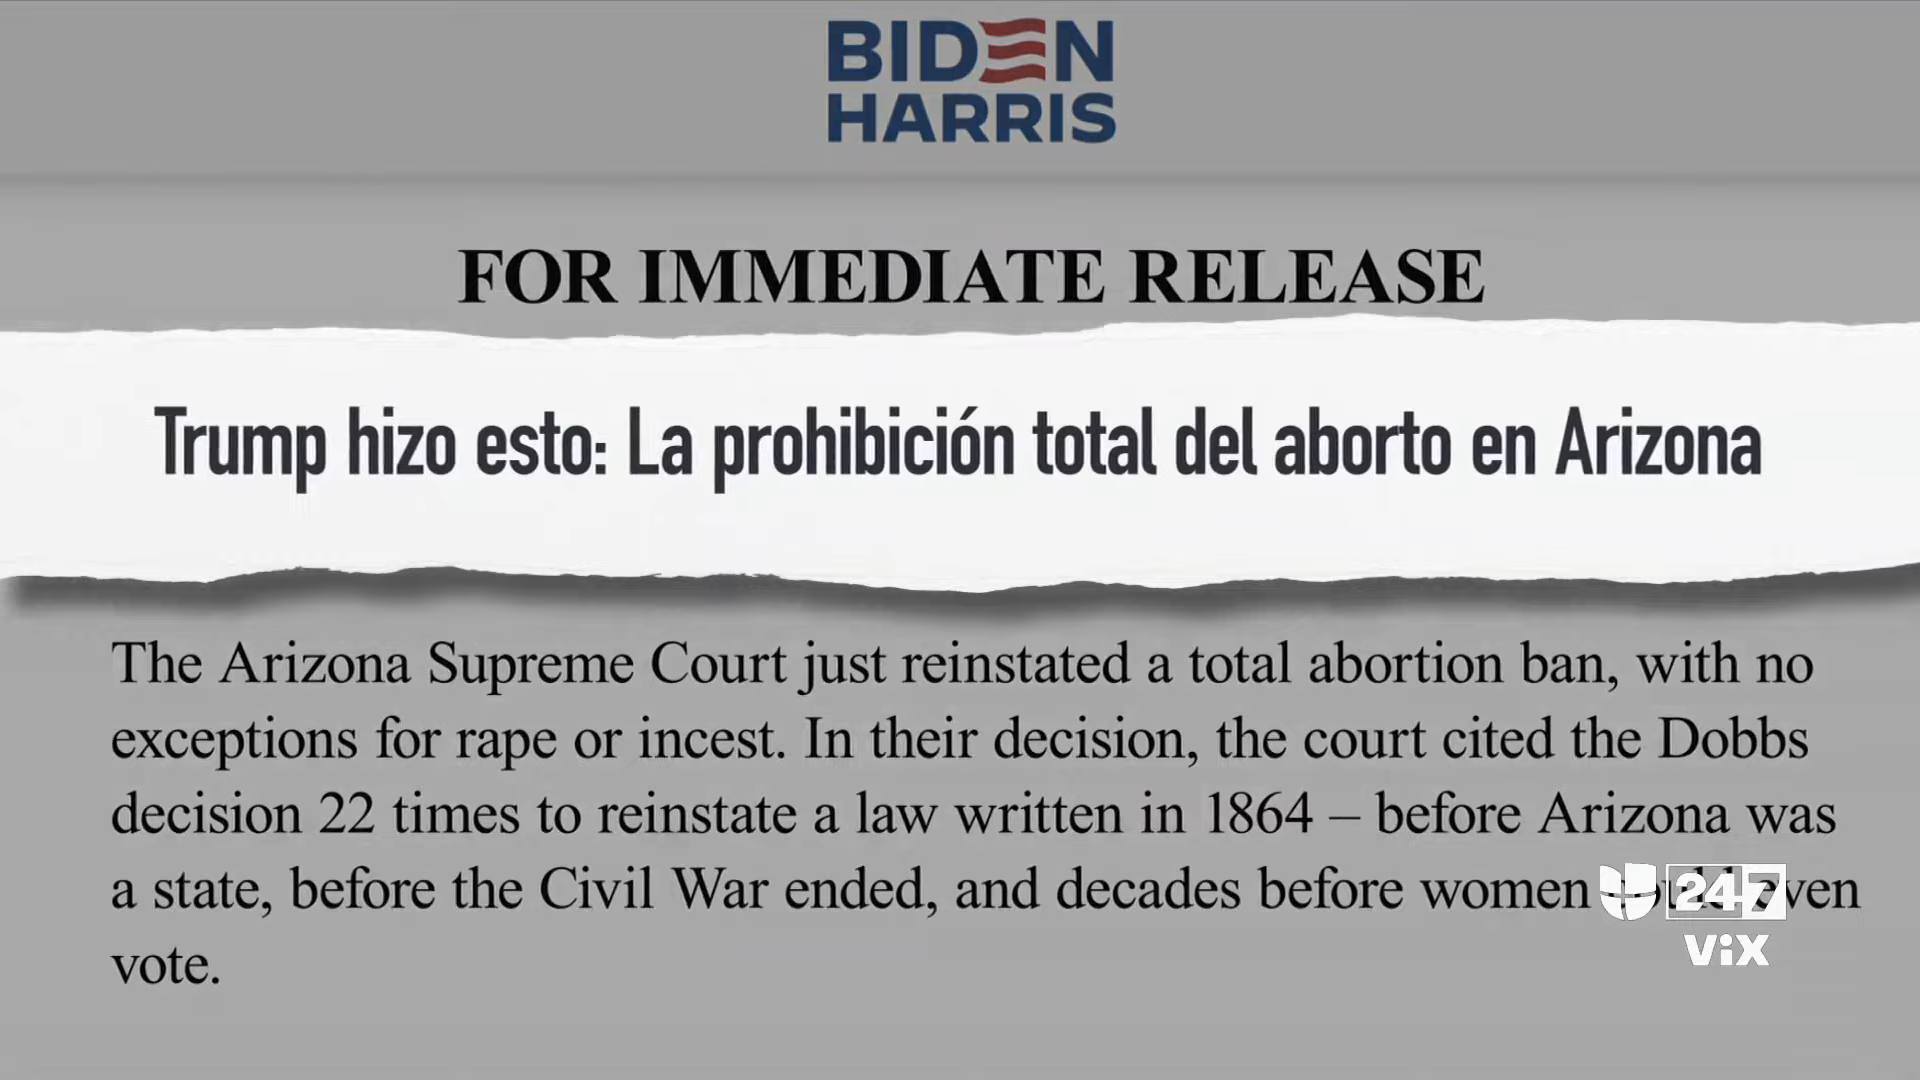 BIDEN
HARRIS
FOR IMMEDIATE RELEASE
Trump hizo esto: La prohibición total del aborto en Arizona
The Arizona Supreme Court just reinstated a total abortion ban, with no
exceptions for rape or incest. In their decision, the court cited the Dobbs
decision 22 times to reinstate a law written in 1864 – before Arizona was
a state, before the Civil War ended, and decades before women could even
vote.
24-7
ViX